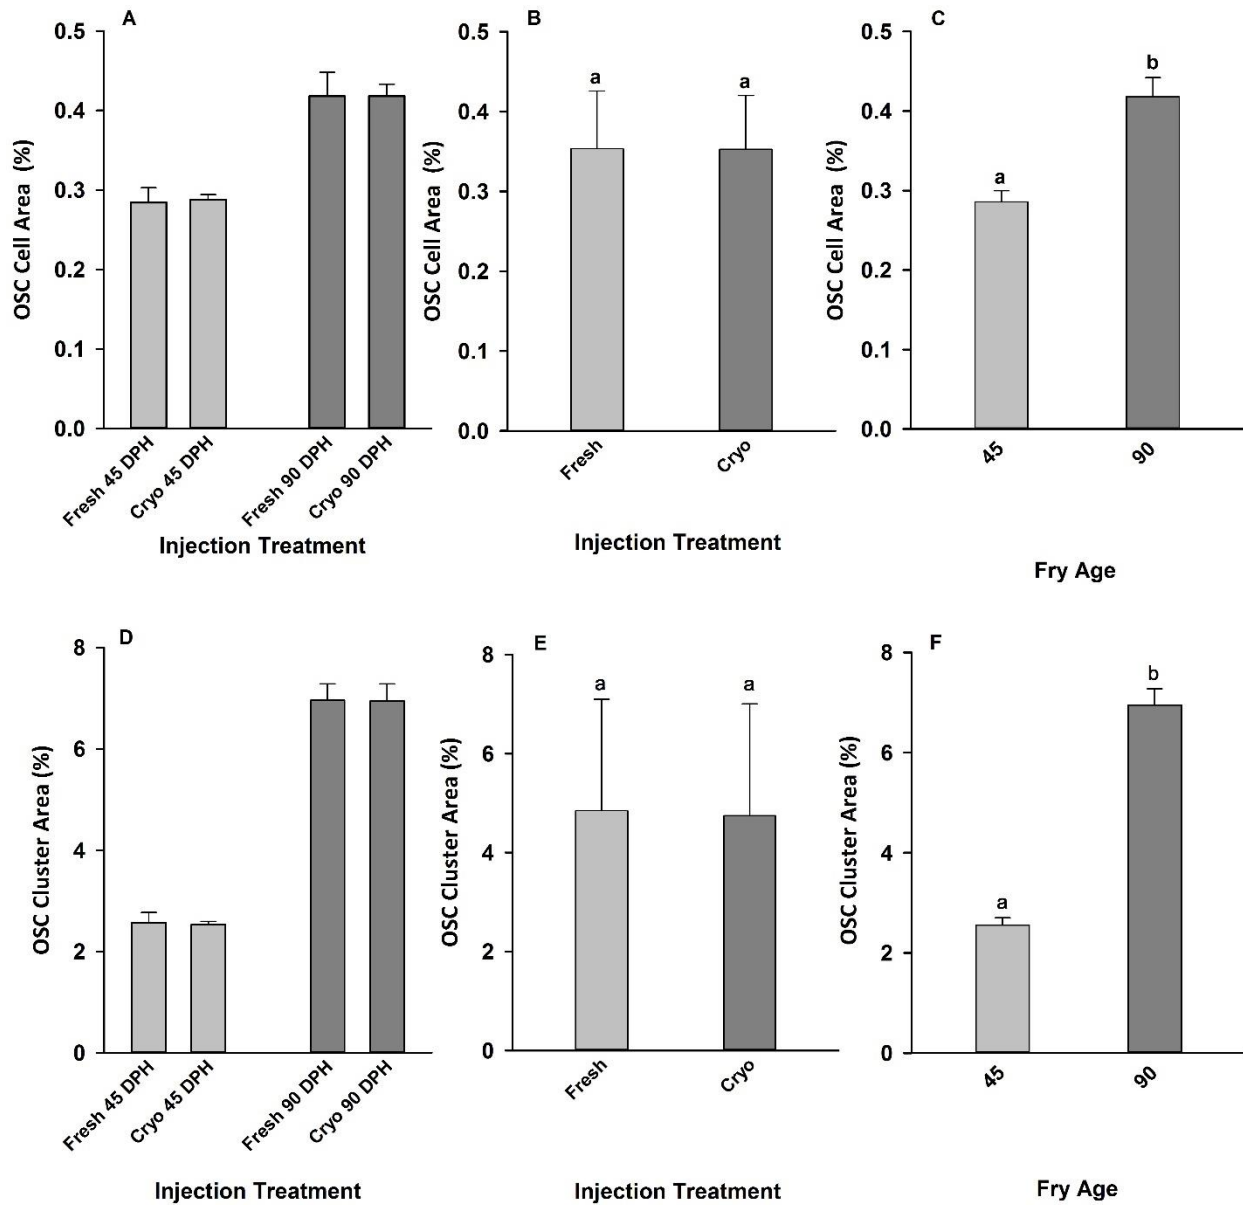 A
OSC Cell Area (%)
0.5
0.4
0.3
0.2
0.1
0.0
Fresh 45 DPH
Cryo 45 DPH
Fresh 90 DPH
Cryo 90 DPH
Injection Treatment
B
OSC Cell Area (%)
0.5
0.4
0.3
0.2
0.1
0.0
a
a
Fresh
Cryo
Injection Treatment
C
OSC Cell Area (%)
0.5
0.4
0.3
0.2
0.1
0.0
a
b
45
90
Fry Age
D
OSC Cluster Area (%)
8
6
4
2
0
Fresh 45 DPH
Cryo 45 DPH
Fresh 90 DPH
Cryo 90 DPH
Injection Treatment
E
OSC Cluster Area (%)
8
6
4
2
0
a
a
Fresh
Cryo
Injection Treatment
F
OSC Cluster Area (%)
8
6
4
2
0
a
b
45
90
Fry Age